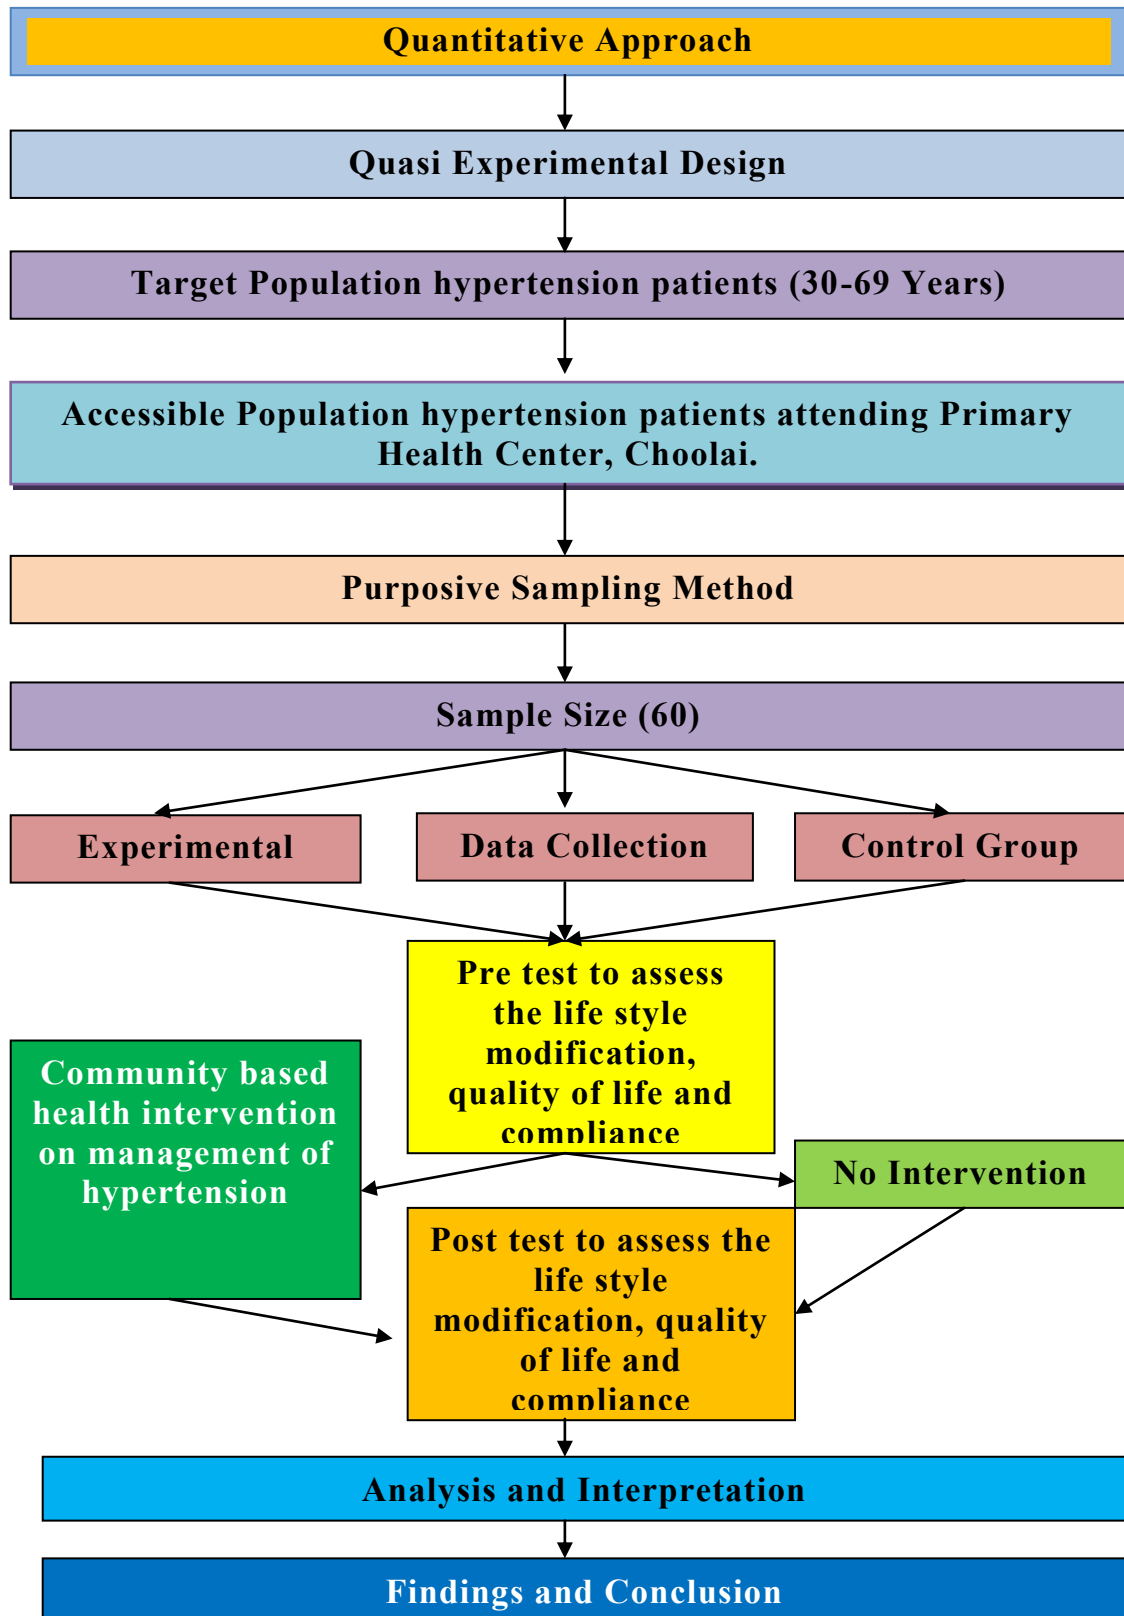 Quantitative Approach
Quasi Experimental Design
Target Population hypertension patients (30-69 Years)
Accessible Population hypertension patients attending Primary
Health Center, Choolai.
Purposive Sampling Method
Sample Size (60)
Experimental
Data Collection
Control Group
Pre test to assess
the life style
modification,
quality of life and
compliance
Community based
health intervention
on management of
hypertension
No Intervention
Post test to assess the
life style
modification, quality
of life and
compliance
Analysis and Interpretation
Findings and Conclusion